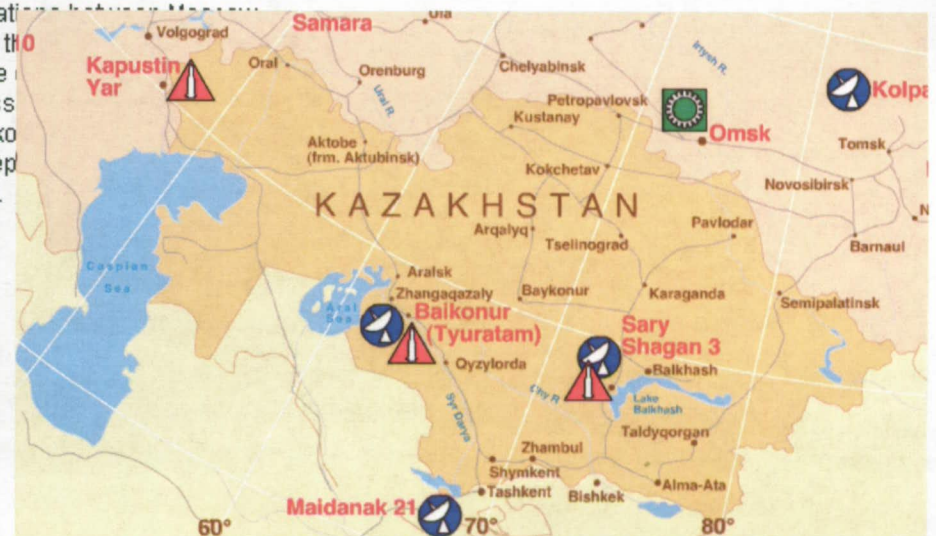 Samara
Ufa
Volgograd
Kapustin
Yar
Oral
Orenburg
Ural R.
Chelyabinsk
Irtysh R.
Petropavlovsk
Kustanay
Omsk
Tomsk
Aktobe
(frm. Aktubinsk)
Kokchetav
Novosibirsk
KAZAKHSTAN
Arqalyq
Tselinograd
Pavlodar
Barnaul
Caspian
Sea
Aralsk
Zhangaqazaly
Aral
Sea
Baykonur
Karaganda
Semipalatinsk
Baikonur
(Tyuratam)
Sary
Shagan 3
Qyzylorda
Balkhash
Chy R
Lake
Balkhash
Syr Darya
Taldyqorgan
Zhambul
Shymkent
Alma-Ata
Tashkent
Bishkek
Maidanak 21
60°
70°
80°